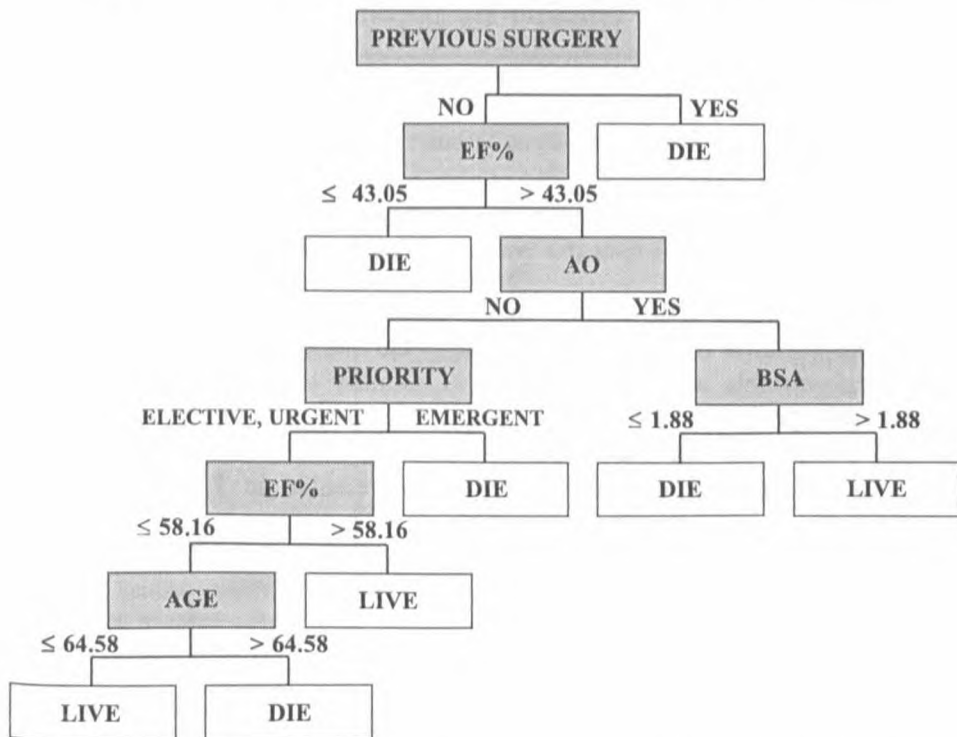 PREVIOUS SURGERY
NO YES
EF% DIE
≤ 43.05 > 43.05
DIE AO
NO YES
PRIORITY BSA
ELECTIVE, URGENT EMERGENT ≤ 1.88 > 1.88
EF% DIE DIE LIVE
≤ 58.16 > 58.16
AGE LIVE
≤ 64.58 > 64.58
LIVE DIE